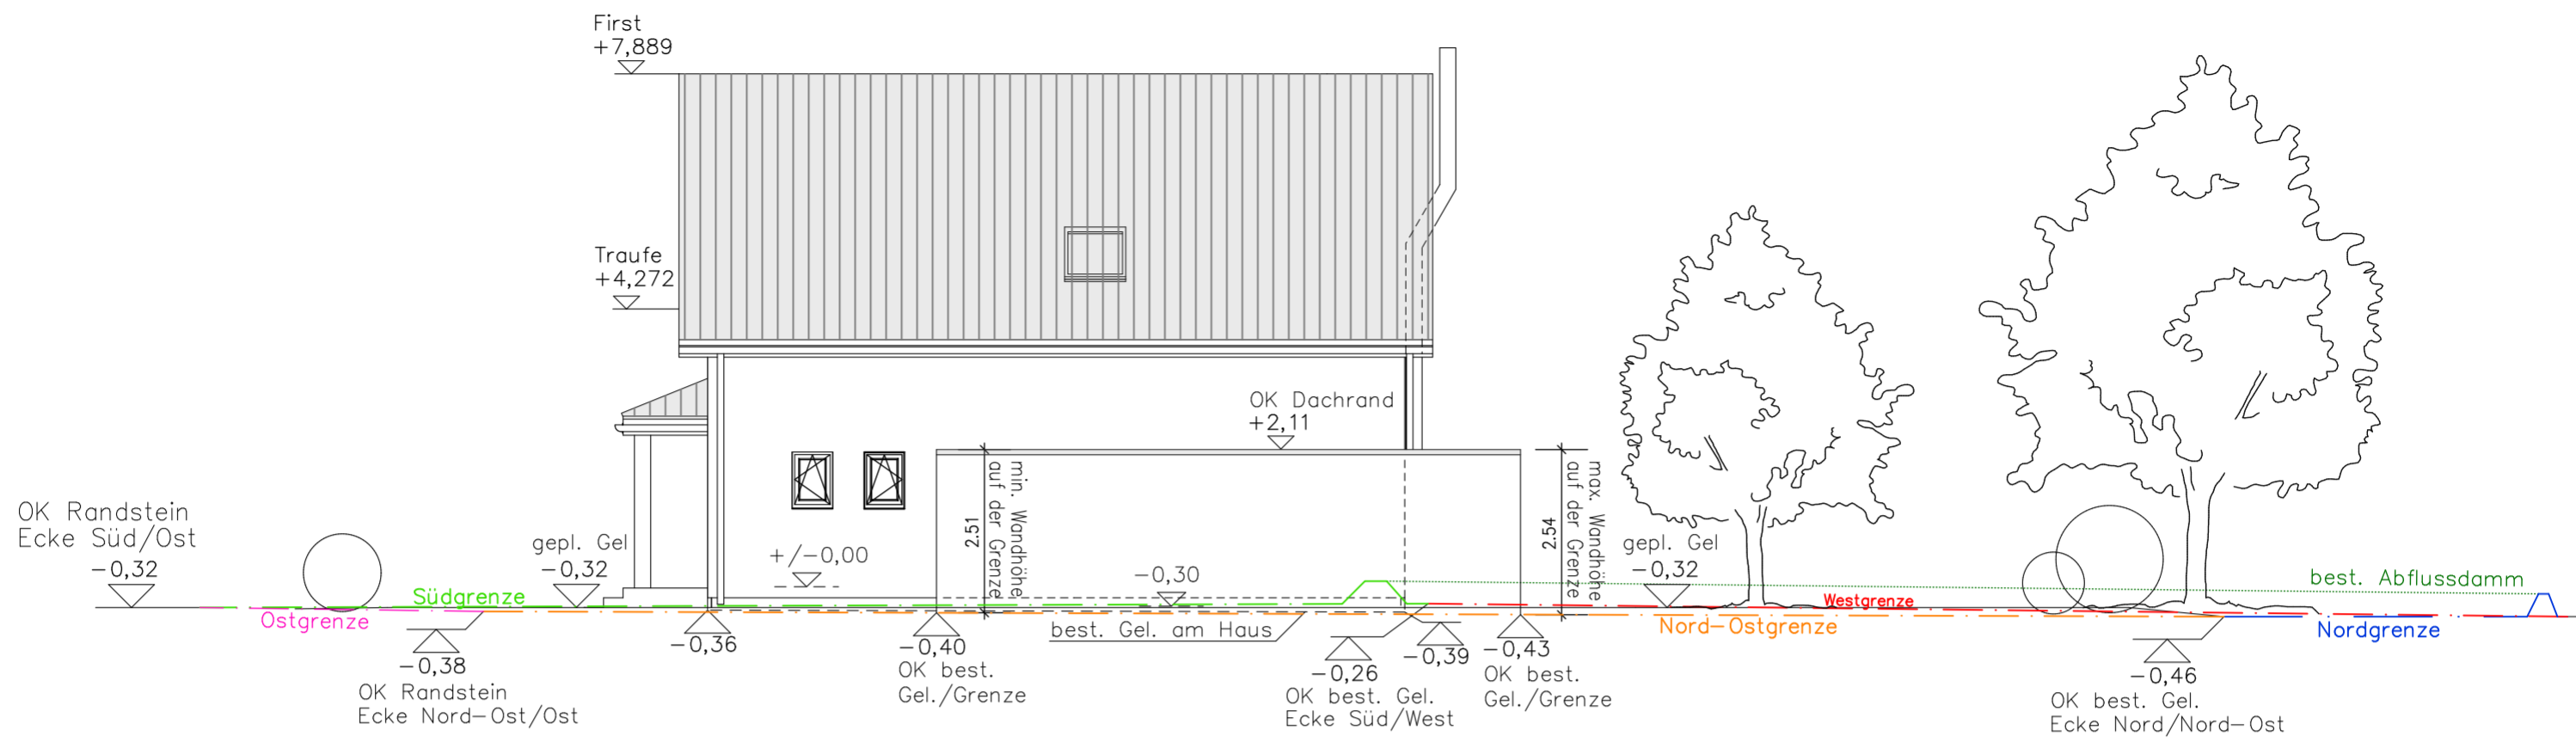 First
+7,889
Traufe
+4,272
OK Dachrand
+2,11
OK Randstein
Ecke Süd/Ost
-0,32
gepl. Gel
-0,32
+/-0,00
2.51
min. Wandhöhe
auf der Grenze
-0,30
2.54
max. Wandhöhe
auf der Grenze
gepl. Gel
-0,32
best. Abflussdamm
Südgrenze
Ostgrenze
Westgrenze
Nord-Ostgrenze
Nordgrenze
best. Gel. am Haus
-0,38
OK Randstein
Ecke Nord-Ost/Ost
-0,36
-0,40
OK best.
Gel./Grenze
-0,26
OK best. Gel.
Ecke Süd/West
-0,39
-0,43
OK best.
Gel./Grenze
-0,46
OK best. Gel.
Ecke Nord/Nord-Ost